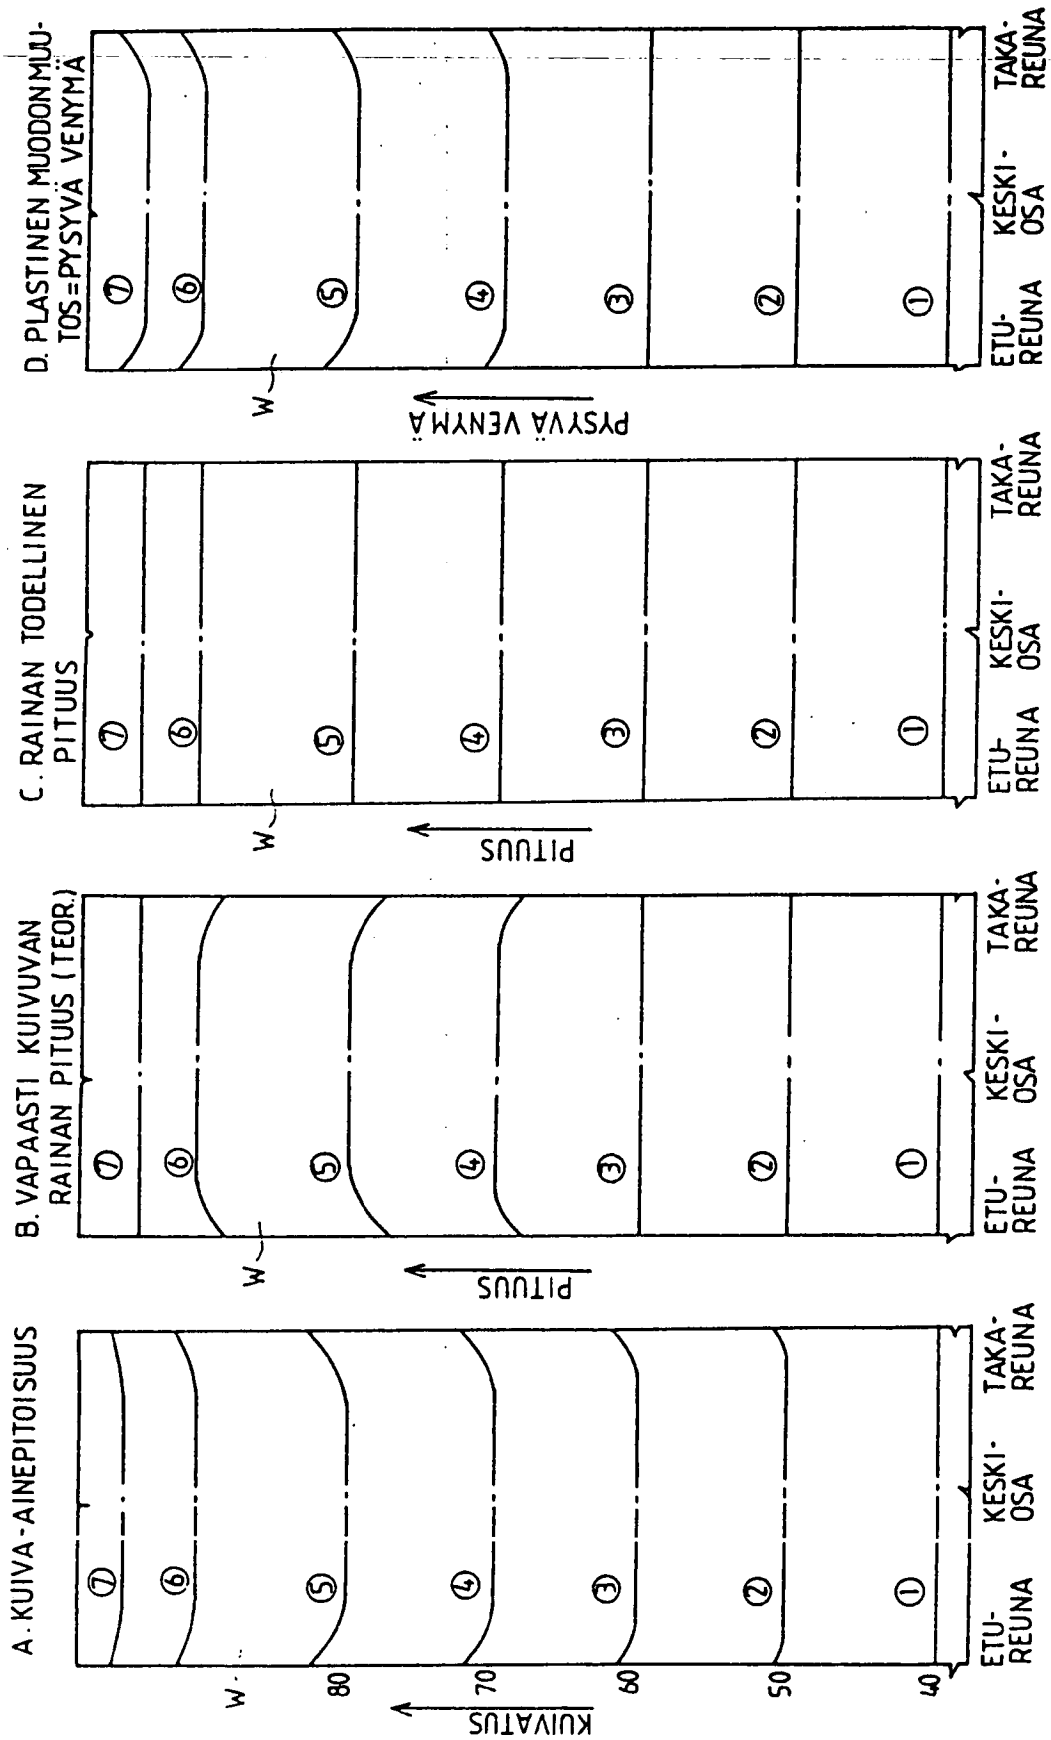 A. KUIVA-AINEPITOISUUS
KUIVATUS
W
80
70
60
50
40
7
6
5
4
3
2
1
ETU-
REUNA
KESKI-
OSA
TAKA-
REUNA
B. VAPAASTI KUIVUVAN
RAINAN PITUUS (TEOR.)
PITUUS
W
7
6
5
4
3
2
1
ETU-
REUNA
KESKI-
OSA
TAKA-
REUNA
C. RAINAN TODELLINEN
PITUUS
PITUUS
W
7
6
5
4
3
2
1
ETU-
REUNA
KESKI-
OSA
TAKA-
REUNA
D. PLASTINEN MUODONMUU-
TOS=PYSYVÄ VENYMÄ
PYSYVÄ VENYMÄ
W
7
6
5
4
3
2
1
ETU-
REUNA
KESKI-
OSA
TAKA-
REUNA